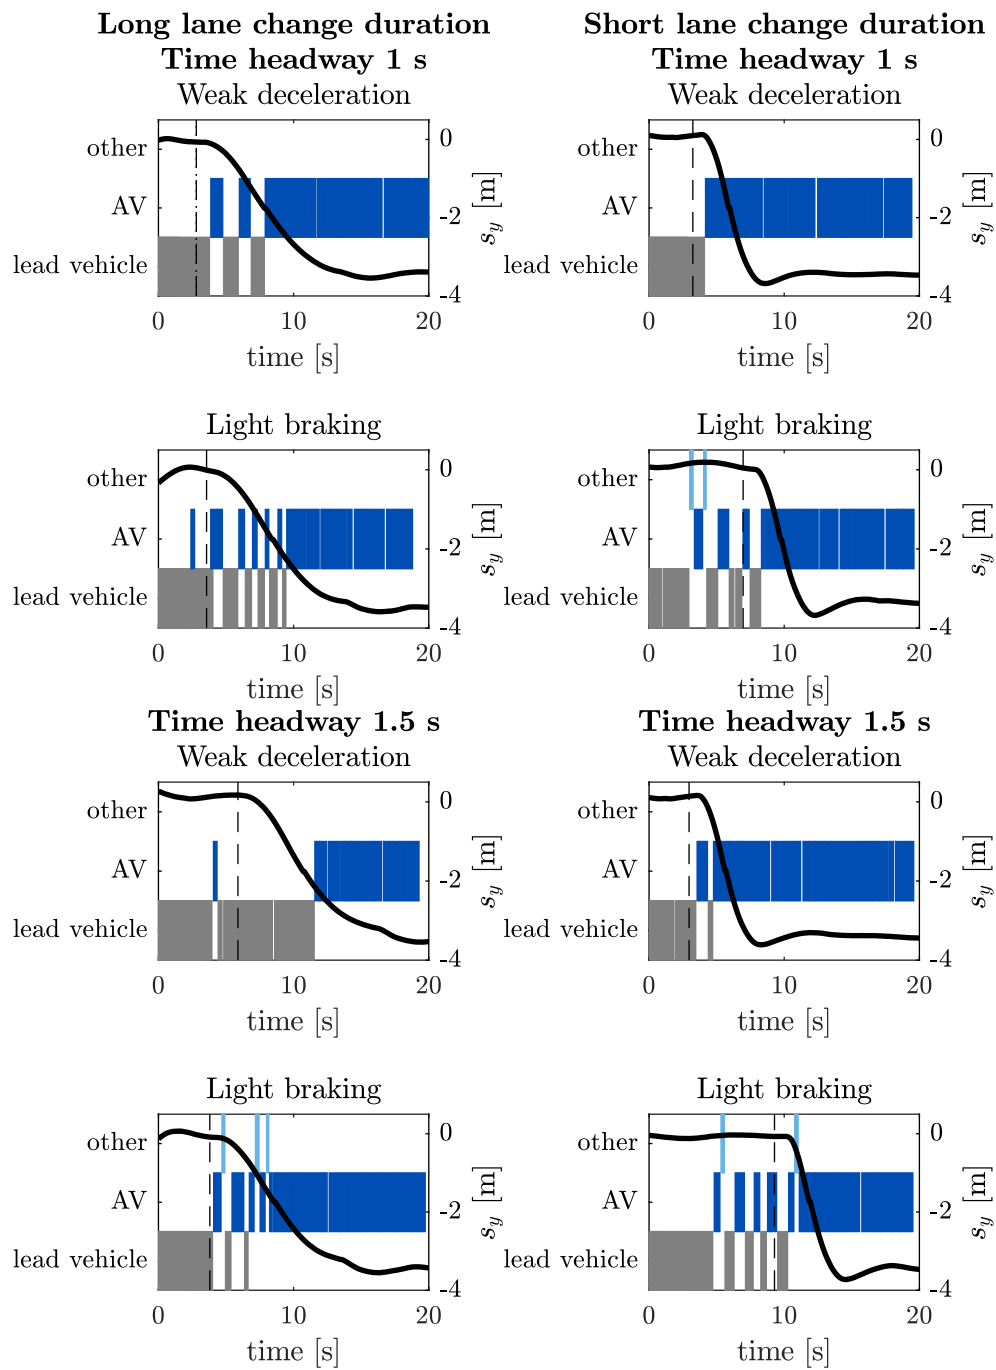 Long lane change duration
Time headway 1 s
Weak deceleration
other
AV
lead vehicle
0
-2
-4
s_y [m]
0 10 20
time [s]
Short lane change duration
Time headway 1 s
Weak deceleration
other
AV
lead vehicle
0
-2
-4
s_y [m]
0 10 20
time [s]
Light braking
other
AV
lead vehicle
0
-2
-4
s_y [m]
0 10 20
time [s]
Light braking
other
AV
lead vehicle
0
-2
-4
s_y [m]
0 10 20
time [s]
Time headway 1.5 s
Weak deceleration
other
AV
lead vehicle
0
-2
-4
s_y [m]
0 10 20
time [s]
Time headway 1.5 s
Weak deceleration
other
AV
lead vehicle
0
-2
-4
s_y [m]
0 10 20
time [s]
Light braking
other
AV
lead vehicle
0
-2
-4
s_y [m]
0 10 20
time [s]
Light braking
other
AV
lead vehicle
0
-2
-4
s_y [m]
0 10 20
time [s]